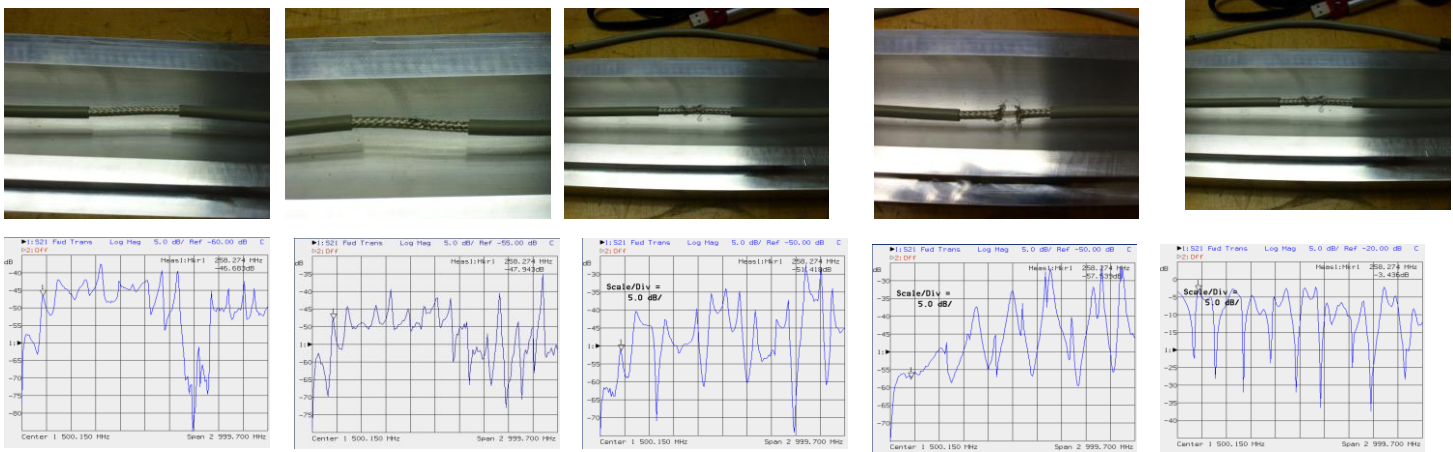 ►1:S21 Fwd Trans Log Mag 5.0 dB/ Ref -60.00 dB C
▷2:Off
dB
Meas1:Mkr1 258.274 MHz
-46.683dB
-40
-45
-50
-55
1:►
-65
-70
-75
-80
Center 1 500.150 MHz Span 2 999.700 MHz
►1:S21 Fwd Trans Log Mag 5.0 dB/ Ref -55.00 dB C
▷2:Off
dB
Meas1:Mkr1 258.274 MHz
-47.943dB
-35
-40
-45
-50
1:►
-60
-65
-70
-75
Center 1 500.150 MHz Span 2 999.700 MHz
►1:S21 Fwd Trans Log Mag 5.0 dB/ Ref -50.00 dB C
▷2:Off
dB
Meas1:Mkr1 258.274 MHz
-51.418dB
-30
Scale/Div =
5.0 dB/
-40
-45
1:►
-55
-60
-65
-70
Center 1 500.150 MHz Span 2 999.700 MHz
►1:S21 Fwd Trans Log Mag 5.0 dB/ Ref -50.00 dB C
▷2:Off
dB
Meas1:Mkr1 258.274 MHz
-57.539dB
-30
Scale/Div =
5.0 dB/
-40
-45
1:►
-55
-60
-65
-70
Center 1 500.150 MHz Span 2 999.700 MHz
►1:S21 Fwd Trans Log Mag 5.0 dB/ Ref -20.00 dB C
▷2:Off
dB
Meas1:Mkr1 258.274 MHz
-3.436dB
0
Scale/Div =
5.0 dB/
-5
-10
-15
1:►
-25
-30
-35
-40
Center 1 500.150 MHz Span 2 999.700 MHz